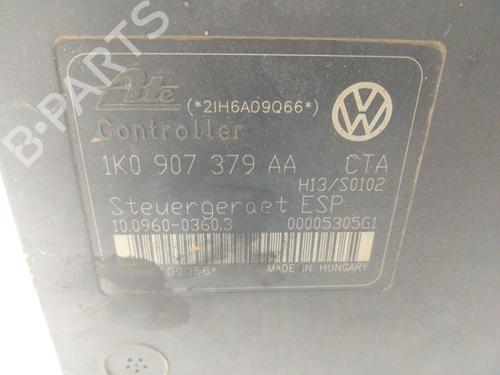 Ate (*2IH6A09Q66*)
Controller
1K0 907 379 AA CTA
H13/S0102
Steuergeraet ESP
10.0960-0360.3 00005305G1
MADE IN HUNGARY
B-Parts